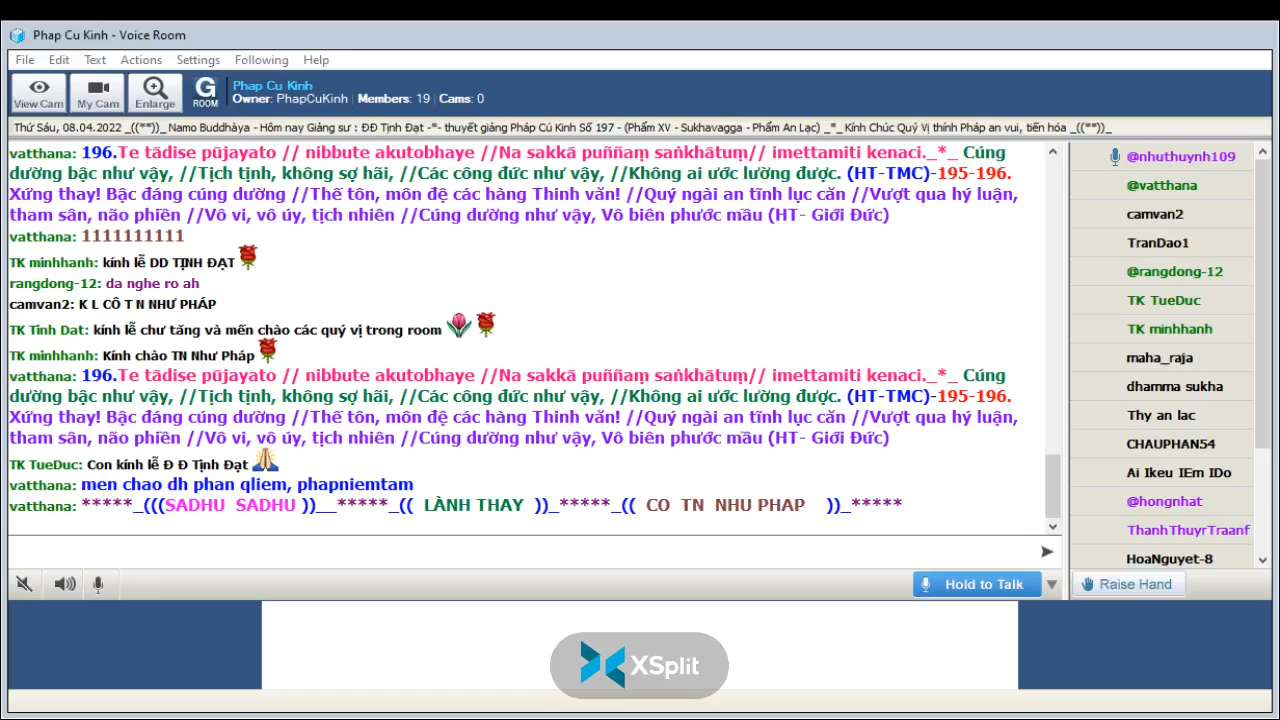 Phap Cu Kinh - Voice Room
File Edit Text Actions Settings Following Help
View Cam My Cam Enlarge G ROOM
Phap Cu Kinh
Owner: PhapCuKinh Members: 19 Cams: 0
Thứ Sáu, 08.04.2022 _((**))_ Namo Buddhàya - Hôm nay Giảng sư : ĐĐ Tịnh Đạt -*- thuyết giảng Pháp Cú Kinh Số 197 - (Phẩm XV - Sukhavagga - Phẩm An Lạc) _*_ Kính Chúc Quý Vị thính Pháp an vui, tiến hóa _((**))_
vatthana: 196.Te tādise pūjayato // nibbute akutobhaye //Na sakkā puññaṃ saṅkhātuṃ// imettamiti kenaci._*_ Cúng
dường bậc như vậy, //Tịch tịnh, không sợ hãi, //Các công đức như vậy, //Không ai ước lường được. (HT-TMC)-195-196.
Xứng thay! Bậc đáng cúng dường //Thế tôn, môn đệ các hàng Thinh văn! //Quý ngài an tĩnh lục căn //Vượt qua hý luận,
tham sân, não phiền //Vô vi, vô úy, tịch nhiên //Cúng dường như vậy, Vô biên phước mầu (HT- Giới Đức)
vatthana: 1111111111
TK minhhanh: kính lễ DD TỊNH ĐẠT
rangdong-12: da nghe ro ah
camvan2: K L CÔ T N NHƯ PHÁP
TK Tinh Dat: kính lễ chư tăng và mến chào các quý vị trong room
TK minhhanh: Kính chào TN Như Pháp
vatthana: 196.Te tādise pūjayato // nibbute akutobhaye //Na sakkā puññaṃ saṅkhātuṃ// imettamiti kenaci._*_ Cúng
dường bậc như vậy, //Tịch tịnh, không sợ hãi, //Các công đức như vậy, //Không ai ước lường được. (HT-TMC)-195-196.
Xứng thay! Bậc đáng cúng dường //Thế tôn, môn đệ các hàng Thinh văn! //Quý ngài an tĩnh lục căn //Vượt qua hý luận,
tham sân, não phiền //Vô vi, vô úy, tịch nhiên //Cúng dường như vậy, Vô biên phước mầu (HT- Giới Đức)
TK TueDuc: Con kính lễ Đ Đ Tịnh Đạt
vatthana: men chao dh phan qliem, phapniemtam
vatthana: *****_(((SADHU SADHU ))__*****_(( LÀNH THAY ))_*****_(( CO TN NHU PHAP ))_*****
@nhuthuynh109
@vatthana
camvan2
TranDao1
@rangdong-12
TK TueDuc
TK minhhanh
maha_raja
dhamma sukha
Thy an lac
CHAUPHAN54
Ai lkeu IEm IDo
@hongnhat
ThanhThuyrTraanf
HoaNguyet-8
Hold to Talk
Raise Hand
XSplit